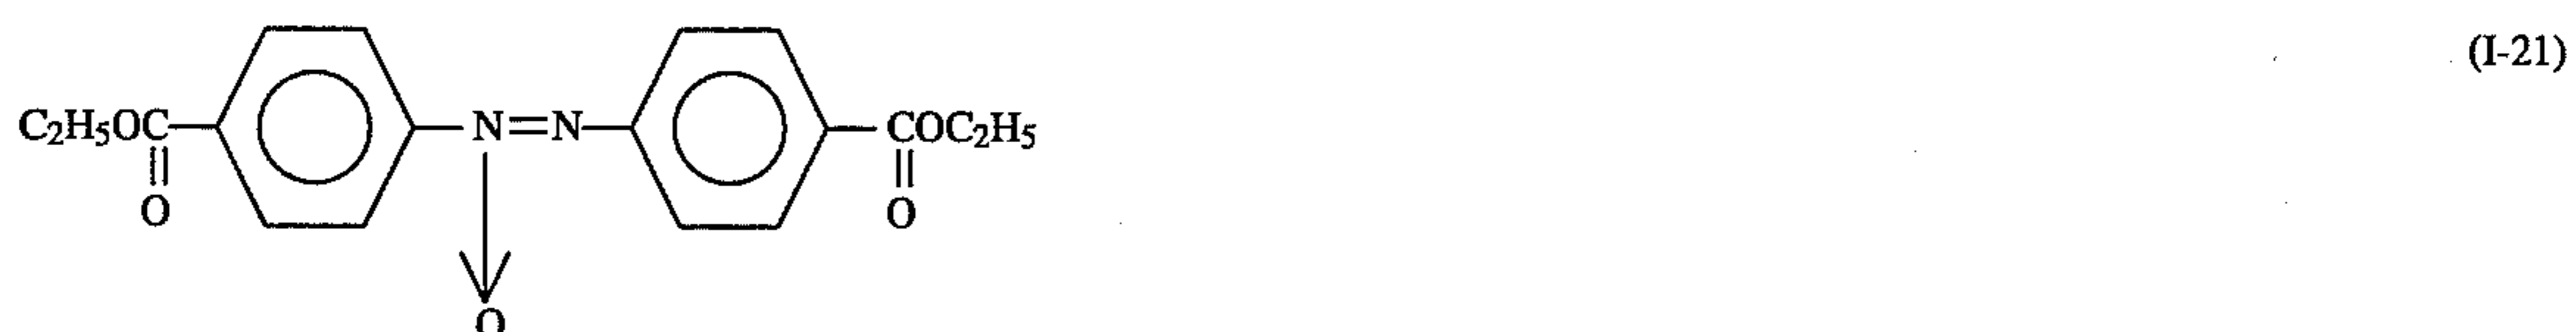 (I-21)
C₂H₅OC N=N COC₂H₅
O O
O